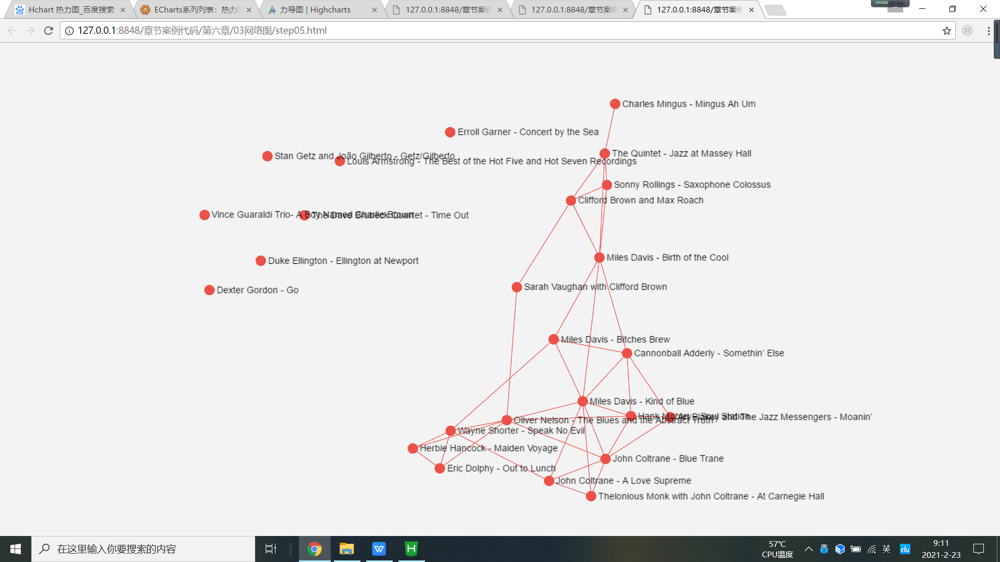 Hchart 热力图_百度搜索
ECharts系列列表：热力
力导图 | Highcharts
127.0.0.1:8848/章节案
127.0.0.1:8848/章节案
127.0.0.1:8848/章节案
127.0.0.1:8848/章节案例代码/第六章/03网络图/step05.html
Charles Mingus - Mingus Ah Um
Erroll Garner - Concert by the Sea
The Quintet - Jazz at Massey Hall
Stan Getz and João Gilberto - Getz/Gilberto
Louis Armstrong - The Best of the Hot Five and Hot Seven Recordings
Sonny Rollings - Saxophone Colossus
Clifford Brown and Max Roach
Vince Guaraldi Trio- A Boy Named Charlie Brown
The Dave Brubeck Quartet - Time Out
Miles Davis - Birth of the Cool
Duke Ellington - Ellington at Newport
Sarah Vaughan with Clifford Brown
Dexter Gordon - Go
Miles Davis - Bitches Brew
Cannonball Adderly - Somethin’ Else
Miles Davis - Kind of Blue
Hank Mobley - Soul Station
Art Blakey and The Jazz Messengers - Moanin’
Oliver Nelson - The Blues and the Abstract Truth
Wayne Shorter - Speak No Evil
Herbie Hancock - Maiden Voyage
John Coltrane - Blue Trane
Eric Dolphy - Out to Lunch
John Coltrane - A Love Supreme
Thelonious Monk with John Coltrane - At Carnegie Hall
在这里输入你要搜索的内容
57℃
CPU温度
英
du
9:11
2021-2-23